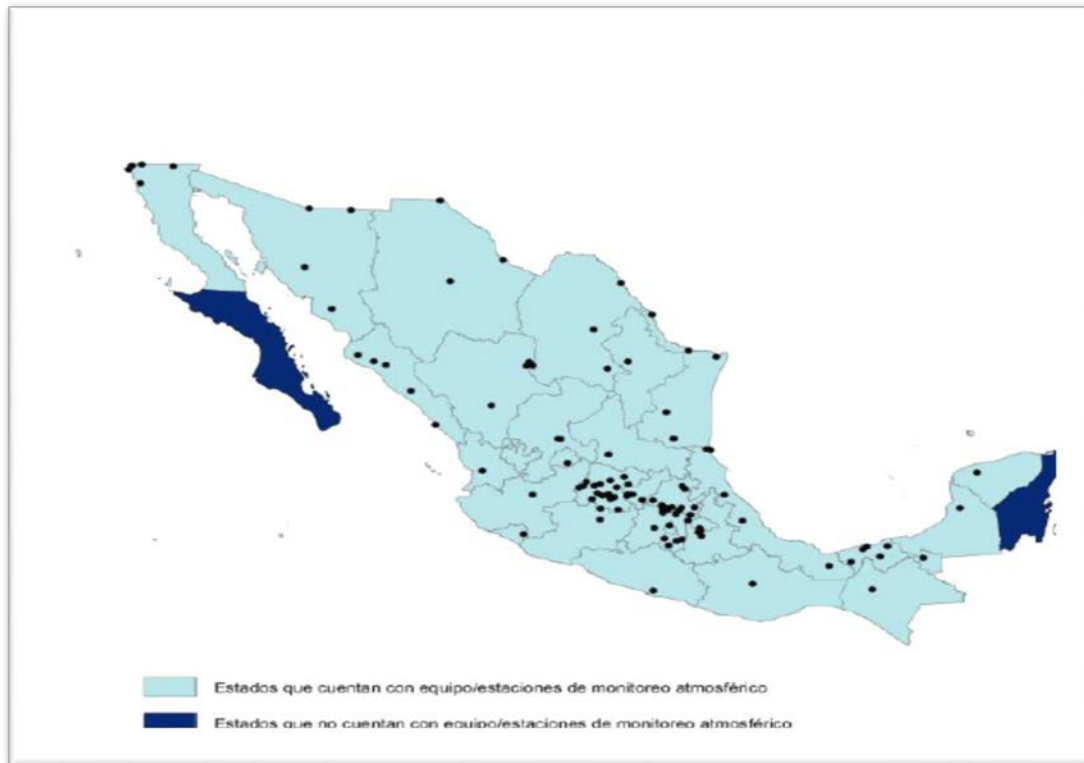 Estados que cuentan con equipo/estaciones de monitoreo atmosférico
Estados que no cuentan con equipo/estaciones de monitoreo atmosférico